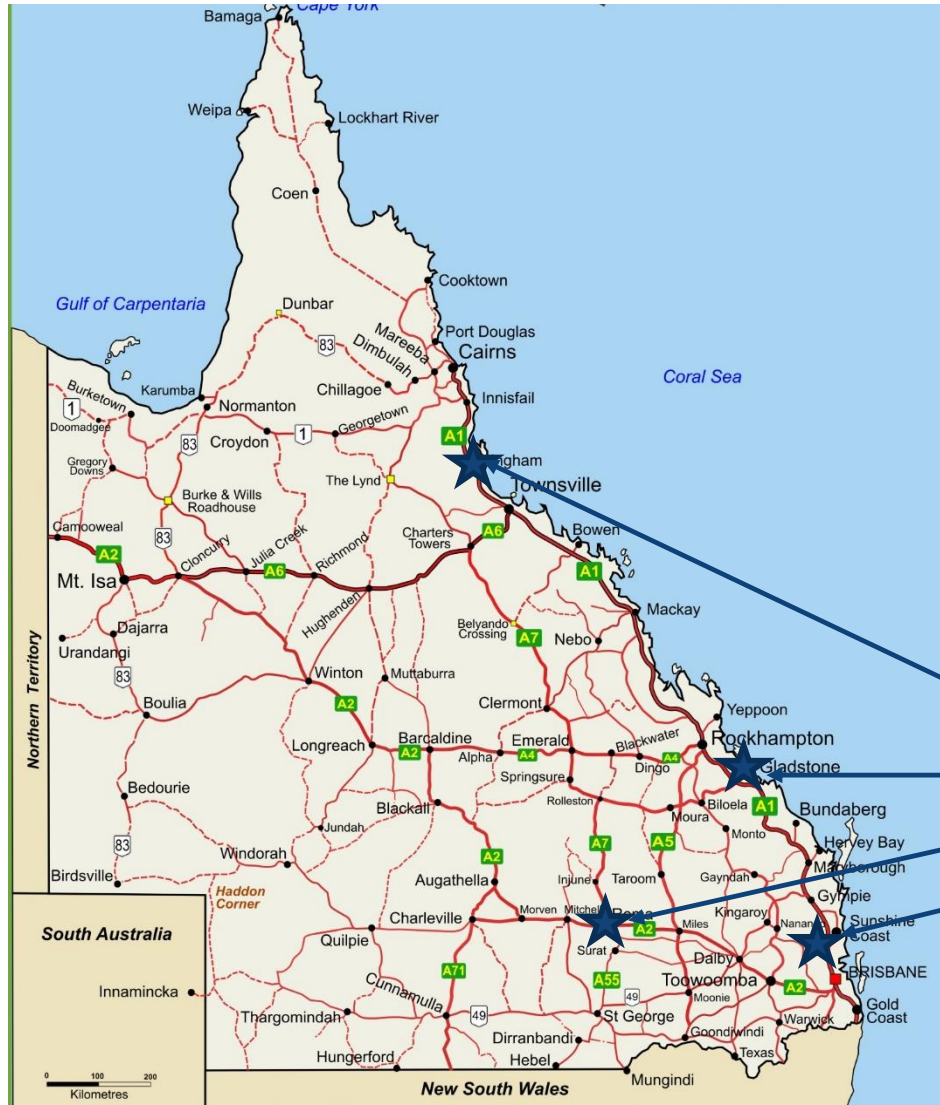 Cape York
Bamaga
Weipa
Lockhart River
Coen
Cooktown
Gulf of Carpentaria
Dunbar
Port Douglas
83
Mareeba
Dimbulah
Cairns
Coral Sea
Karumba
Chillagoe
Innisfail
Burketown
1
Doomadgee
Normanton
Georgetown
A1
83
Croydon
1
Gregory
Downs
The Lynd
ngham
Townsville
Burke & Wills
Roadhouse
Camooweal
83
Charters
Towers
A6
Bowen
A2
Cloncurry
Julia Creek
A6
Richmond
A1
Mt. Isa
Hughenden
Mackay
Belyando
Crossing
A7
Nebo
Dajarra
Urandangi
83
Winton
Muttaburra
Northern Territory
Boulia
A2
Clermont
Yeppoon
Longreach
A2
Barcaldine
Alpha
A4
Emerald
Blackwater
Dingo
A4
Rockhampton
Gladstone
Springsure
Bedourie
Blackall
Rolleston
Moura
Biloela
A1
Bundaberg
Jundah
Monto
83
A7
A5
Hervey Bay
Windorah
A2
Maryborough
Birdsville
Haddon
Corner
Augathella
Injune
Taroom
Gayndah
Gympie
South Australia
Charleville
Morven
Mitchell
Roma
A2
Miles
Kingaroy
Nanango
Sunshine
Coast
Quilpie
Surat
Dalby
BRISBANE
Innamincka
A71
A55
49
Toowoomba
A2
Moonie
Cunnamulla
49
St George
Warwick
Gold
Coast
Thargomindah
Dirranbandi
Goondiwindi
Hungerford
Hebel
Texas
Mungindi
0 100 200
Kilometres
New South Wales